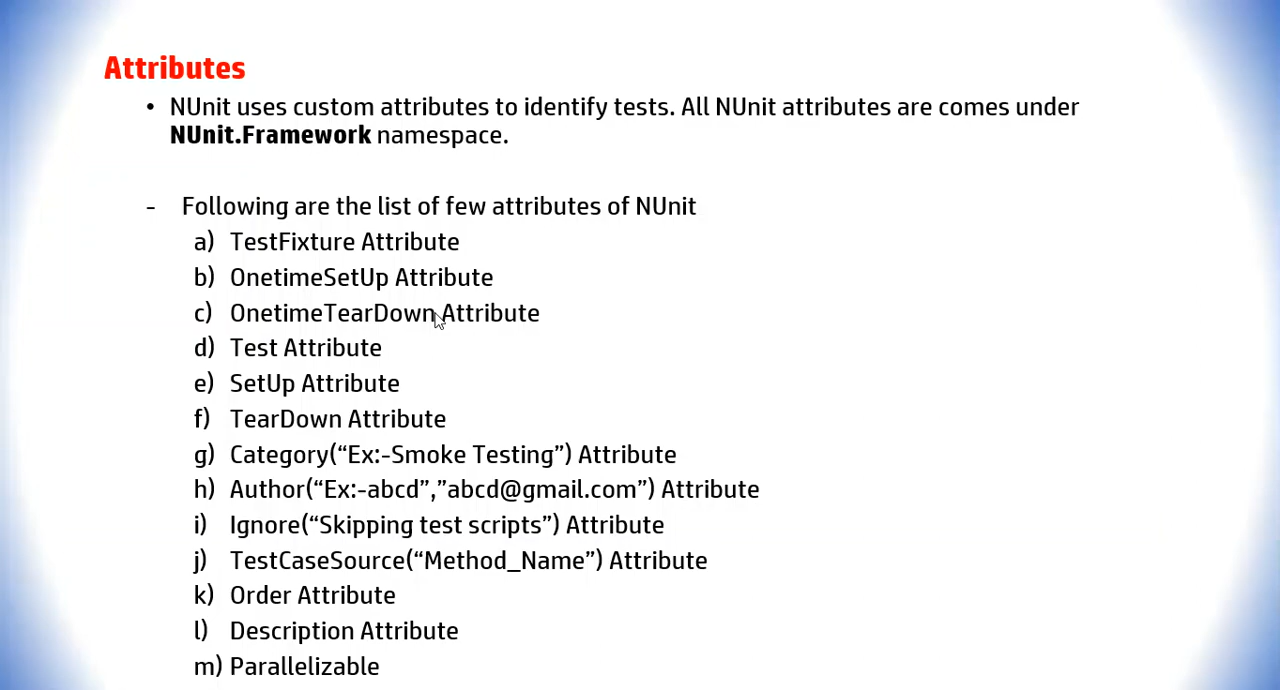 Attributes
• NUnit uses custom attributes to identify tests. All NUnit attributes are comes under
NUnit.Framework namespace.
- Following are the list of few attributes of NUnit
a) TestFixture Attribute
b) OnetimeSetUp Attribute
c) OnetimeTearDown Attribute
d) Test Attribute
e) SetUp Attribute
f) TearDown Attribute
g) Category(“Ex:-Smoke Testing”) Attribute
h) Author(“Ex:-abcd”,”abcd@gmail.com”) Attribute
i) Ignore(“Skipping test scripts”) Attribute
j) TestCaseSource(“Method_Name”) Attribute
k) Order Attribute
l) Description Attribute
m) Parallelizable